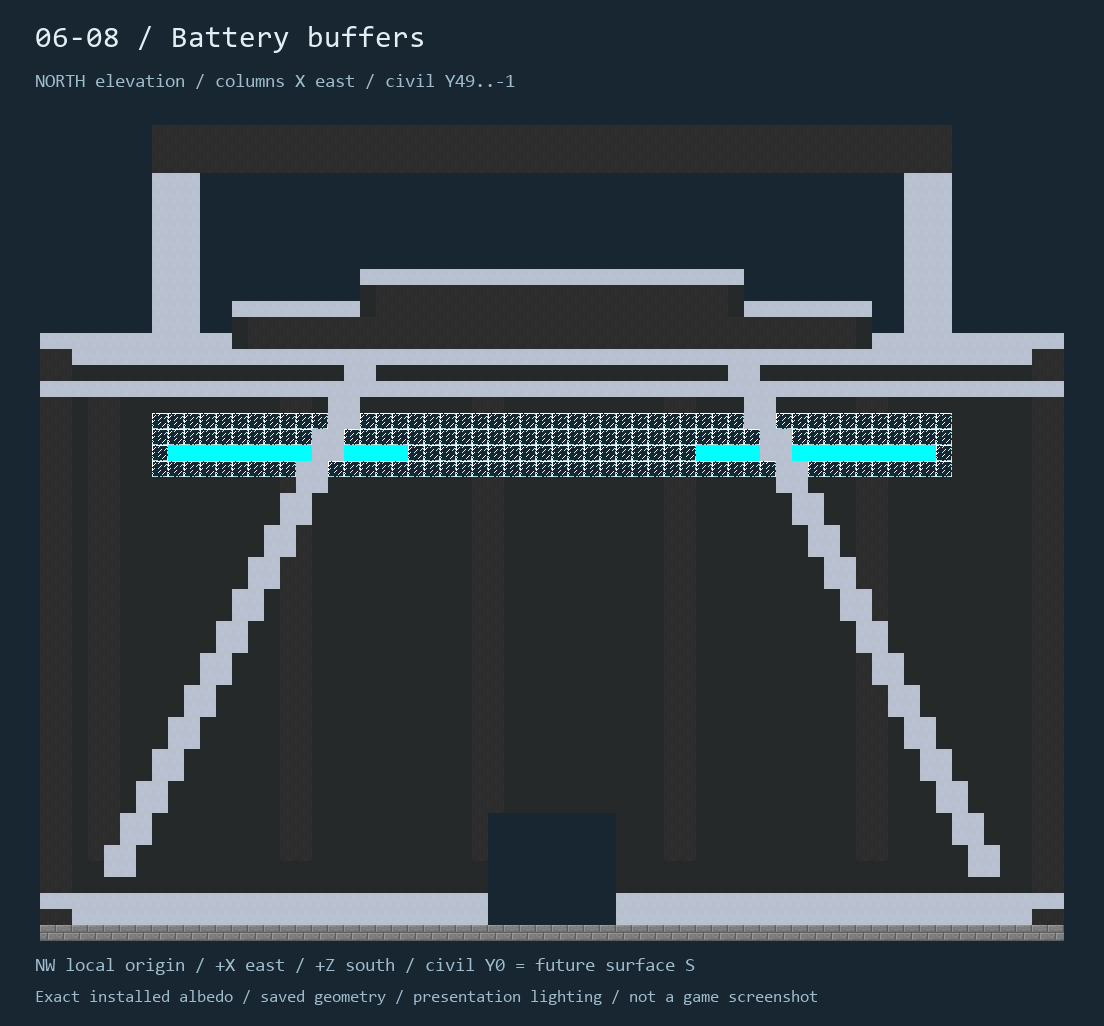 06-08 / Battery buffers
NORTH elevation / columns X east / civil Y49..-1
NW local origin / +X east / +Z south / civil Y0 = future surface S
Exact installed albedo / saved geometry / presentation lighting / not a game screenshot